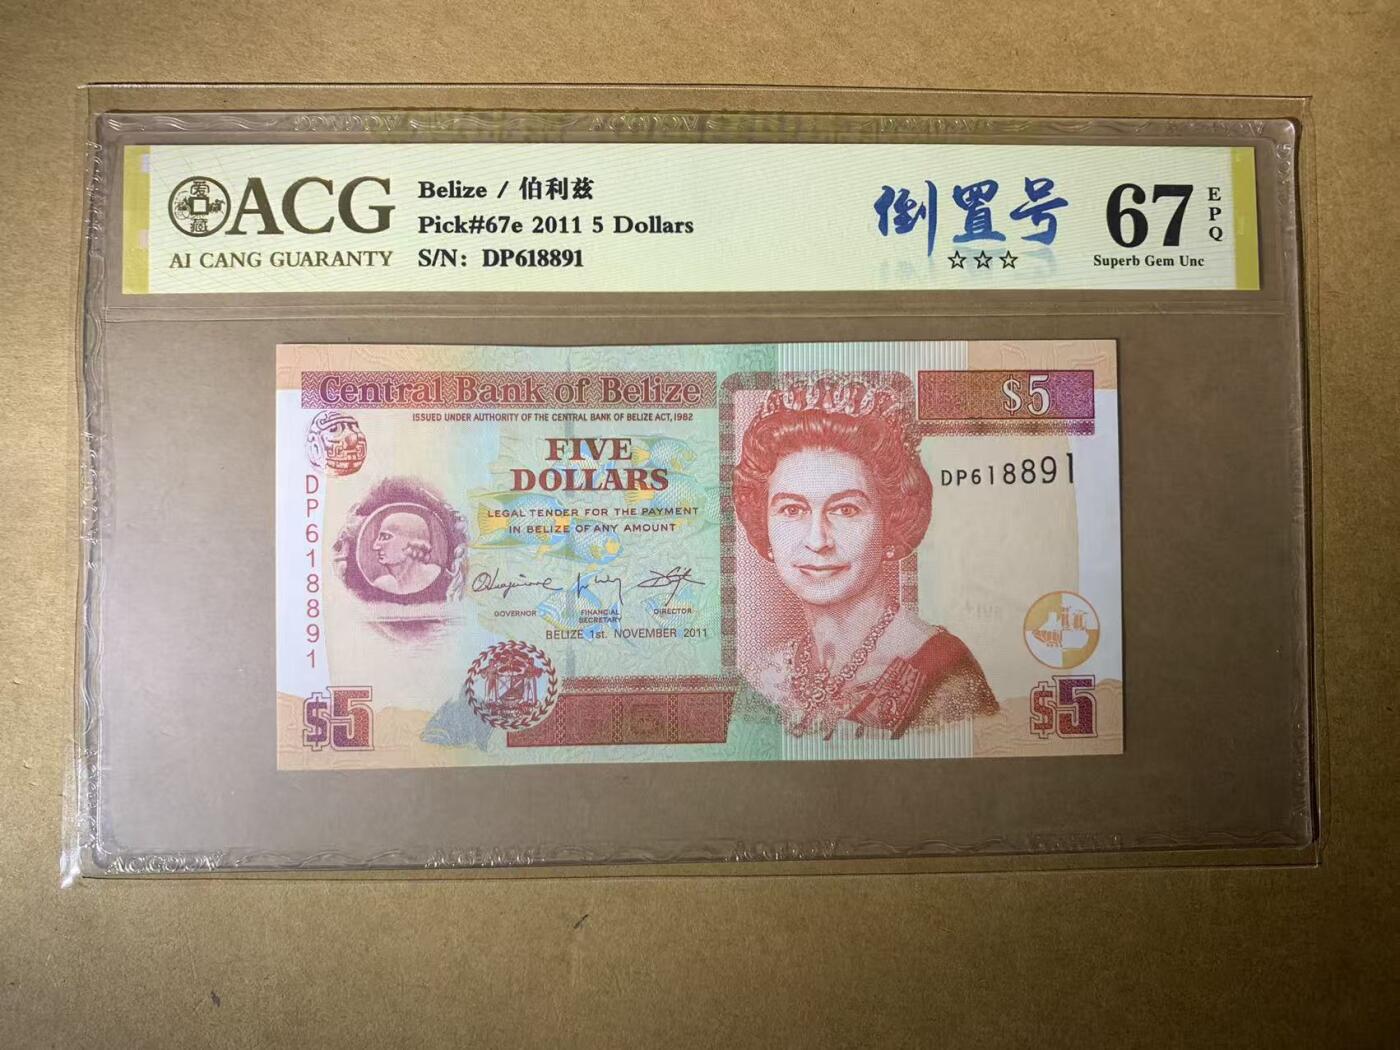 ACG
AI CANG GUARANTY
Belize / 伯利兹
Pick#67e 2011 5 Dollars
S/N: DP618891
倒置号
☆☆☆
67
EPQ
Superb Gem Unc
Central Bank of Belize
ISSUED UNDER AUTHORITY OF THE CENTRAL BANK OF BELIZE ACT, 1982
$5
FIVE
DOLLARS
DP618891
LEGAL TENDER FOR THE PAYMENT
IN BELIZE OF ANY AMOUNT
DP618891
GOVERNOR
FINANCIAL
SECRETARY
DIRECTOR
BELIZE 1st. NOVEMBER 2011
$5
$5